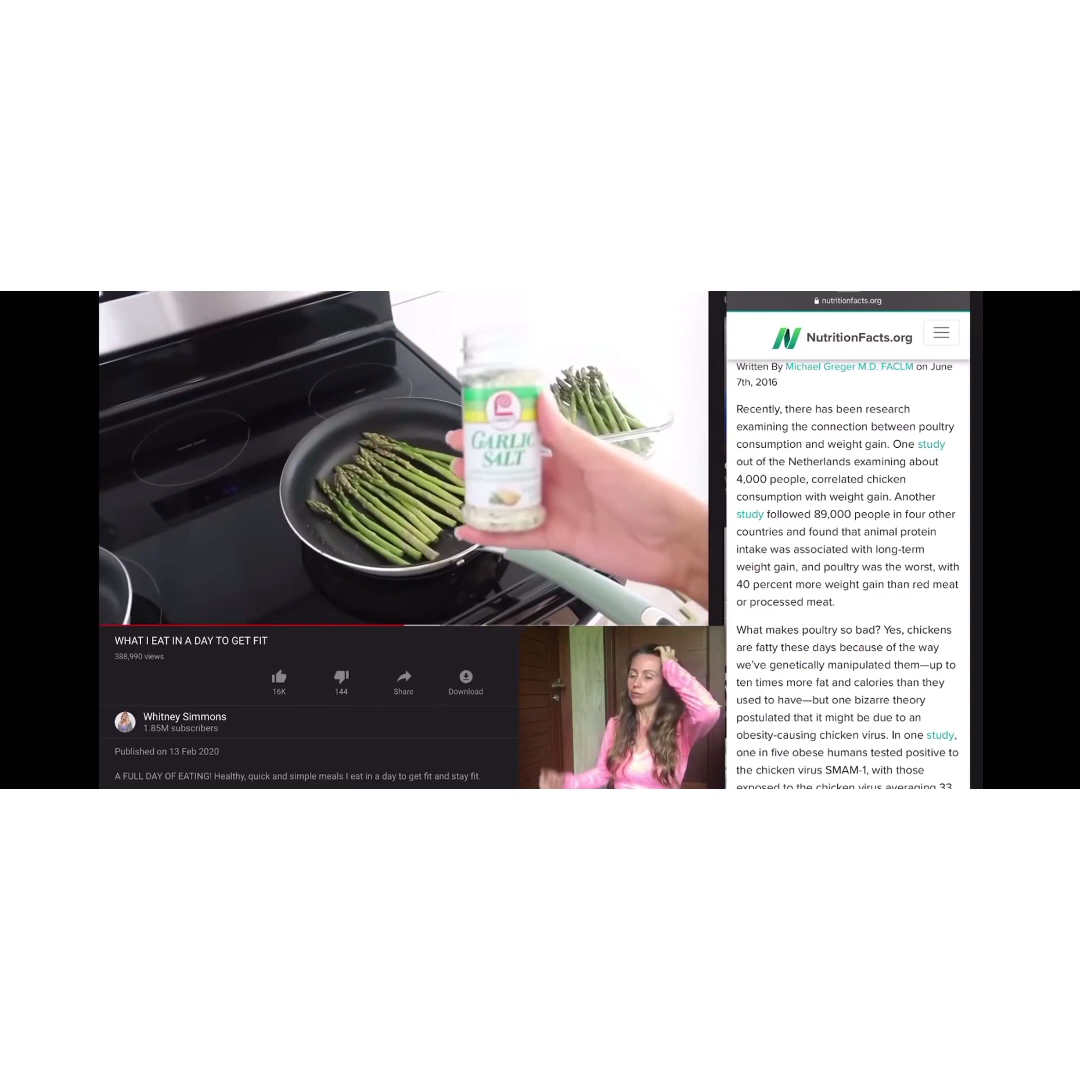 LAWRY'S
GARLIC
SALT
WHAT I EAT IN A DAY TO GET FIT
388,990 views
16K
144
Share
Download
Whitney Simmons
1.85M subscribers
Published on 13 Feb 2020
A FULL DAY OF EATING! Healthy, quick and simple meals I eat in a day to get fit and stay fit.
nutritionfacts.org
NutritionFacts.org
Written By Michael Greger M.D. FACLM on June
7th, 2016
Recently, there has been research
examining the connection between poultry
consumption and weight gain. One study
out of the Netherlands examining about
4,000 people, correlated chicken
consumption with weight gain. Another
study followed 89,000 people in four other
countries and found that animal protein
intake was associated with long-term
weight gain, and poultry was the worst, with
40 percent more weight gain than red meat
or processed meat.
What makes poultry so bad? Yes, chickens
are fatty these days because of the way
we’ve genetically manipulated them—up to
ten times more fat and calories than they
used to have—but one bizarre theory
postulated that it might be due to an
obesity-causing chicken virus. In one study,
one in five obese humans tested positive to
the chicken virus SMAM-1, with those
exposed to the chicken virus averaging 33